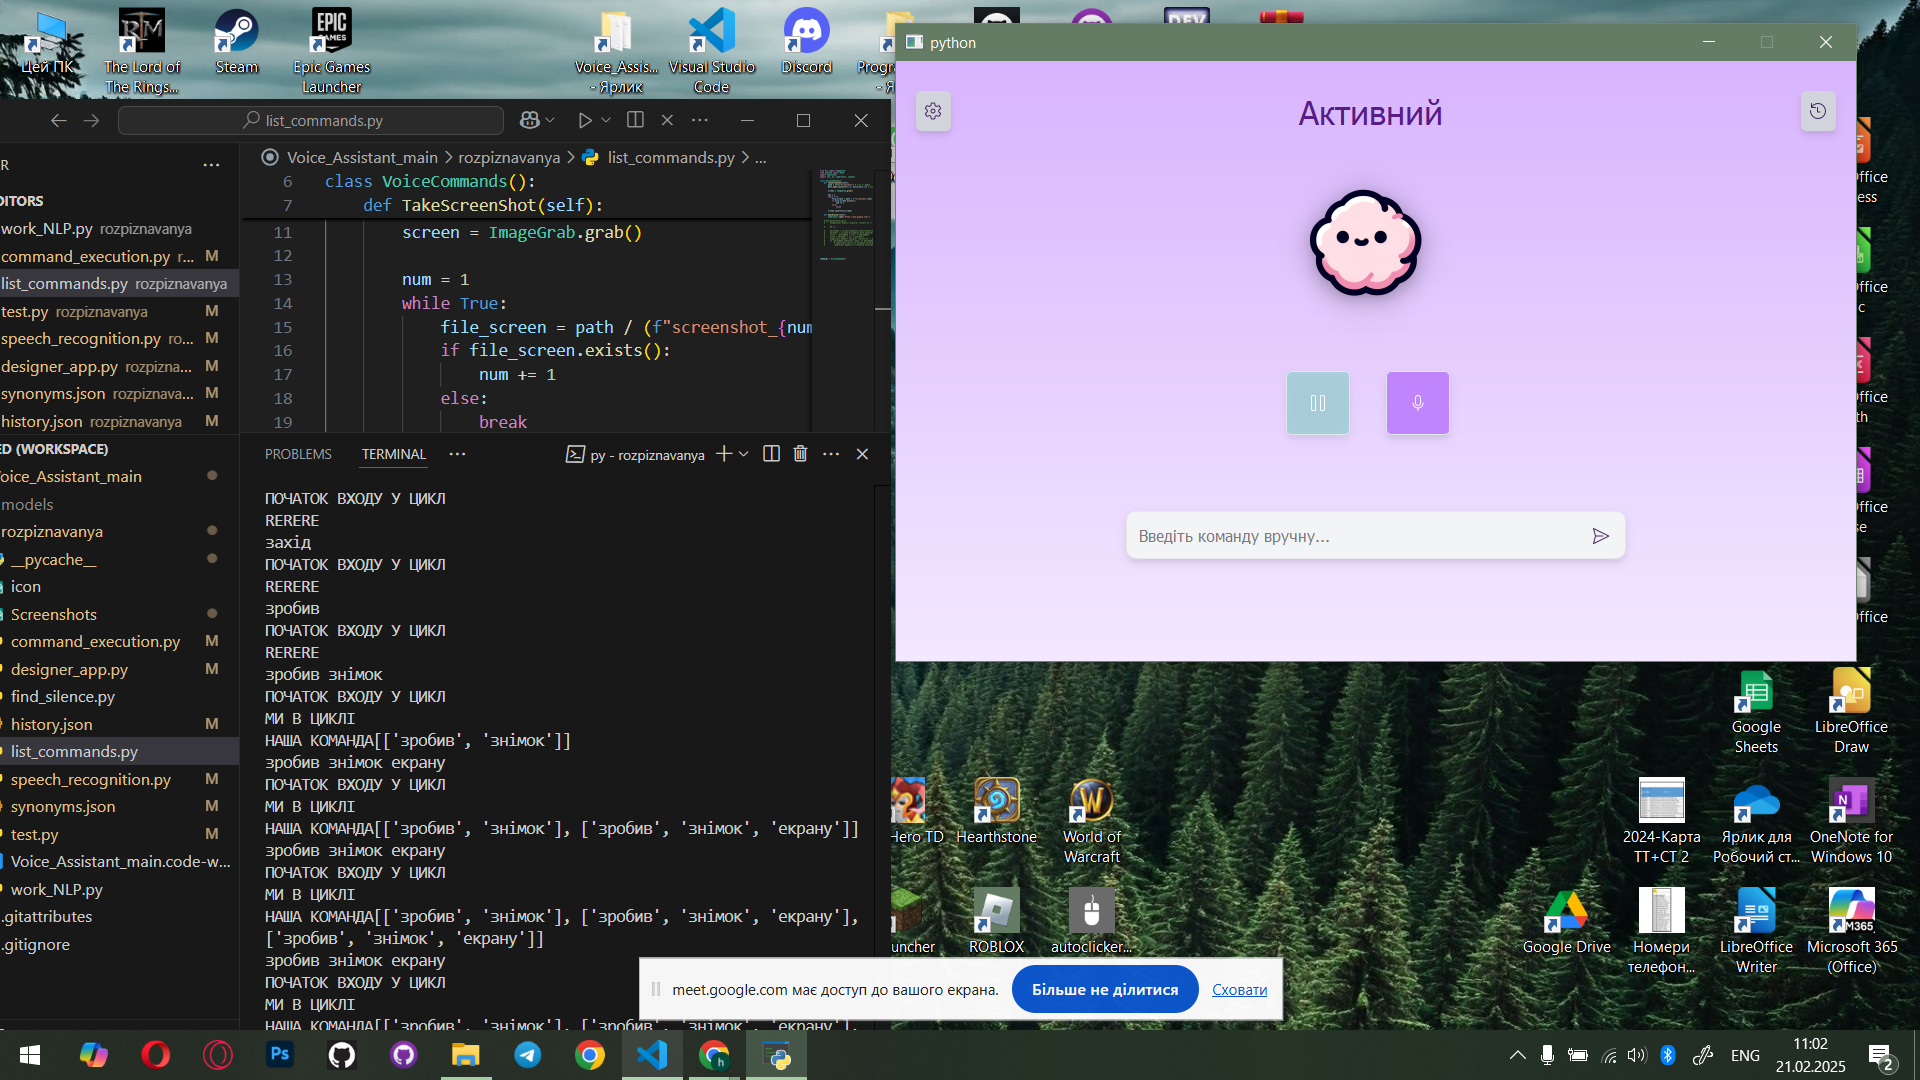 Цей ПК
The Lord of
The Rings...
Steam
Epic Games
Launcher
Voice_Assis...
- Ярлик
Visual Studio
Code
Discord
list_commands.py
Voice_Assistant_main > rozpiznavanya > list_commands.py > ...
6 class VoiceCommands():
7 def TakeScreenShot(self):
11 screen = ImageGrab.grab()
12
13 num = 1
14 while True:
15 file_screen = path / (f"screenshot_{num
16 if file_screen.exists():
17 num += 1
18 else:
19 break
work_NLP.py rozpiznavanya
command_execution.py r... M
list_commands.py rozpiznavanya
test.py rozpiznavanya M
speech_recognition.py ro... M
designer_app.py rozpizna... M
synonyms.json rozpiznava... M
history.json rozpiznavanya M
(WORKSPACE)
oice_Assistant_main
models
rozpiznavanya
__pycache__
icon
Screenshots
command_execution.py M
designer_app.py M
find_silence.py
history.json M
list_commands.py
speech_recognition.py M
synonyms.json M
test.py M
Voice_Assistant_main.code-w...
work_NLP.py
.gitattributes
.gitignore
PROBLEMS TERMINAL ... py - rozpiznavanya
ПОЧАТОК ВХОДУ У ЦИКЛ
RERERE
захід
ПОЧАТОК ВХОДУ У ЦИКЛ
RERERE
зробив
ПОЧАТОК ВХОДУ У ЦИКЛ
RERERE
зробив знімок
ПОЧАТОК ВХОДУ У ЦИКЛ
МИ В ЦИКЛІ
НАША КОМАНДА[['зробив', 'знімок']]
зробив знімок екрану
ПОЧАТОК ВХОДУ У ЦИКЛ
МИ В ЦИКЛІ
НАША КОМАНДА[['зробив', 'знімок'], ['зробив', 'знімок', 'екрану']]
зробив знімок екрану
ПОЧАТОК ВХОДУ У ЦИКЛ
МИ В ЦИКЛІ
НАША КОМАНДА[['зробив', 'знімок'], ['зробив', 'знімок', 'екрану'],
['зробив', 'знімок', 'екрану']]
зробив знімок екрану
ПОЧАТОК ВХОДУ У ЦИКЛ
МИ В ЦИКЛІ
НАША КОМАНДА[['зробив', 'знімок'], ['зробив', 'знімок', 'екрану'],
python
Активний
Введіть команду вручну...
Google
Sheets
LibreOffice
Draw
Hero TD
Hearthstone
World of
Warcraft
2024-Карта
ТТ+СТ 2
Ярлик для
Робочий ст...
OneNote for
Windows 10
ROBLOX
autoclicker...
Google Drive
Номери
телефон...
LibreOffice
Writer
Microsoft 365
(Office)
meet.google.com має доступ до вашого екрана. Більше не ділитися Сховати
ENG
11:02
21.02.2025
2